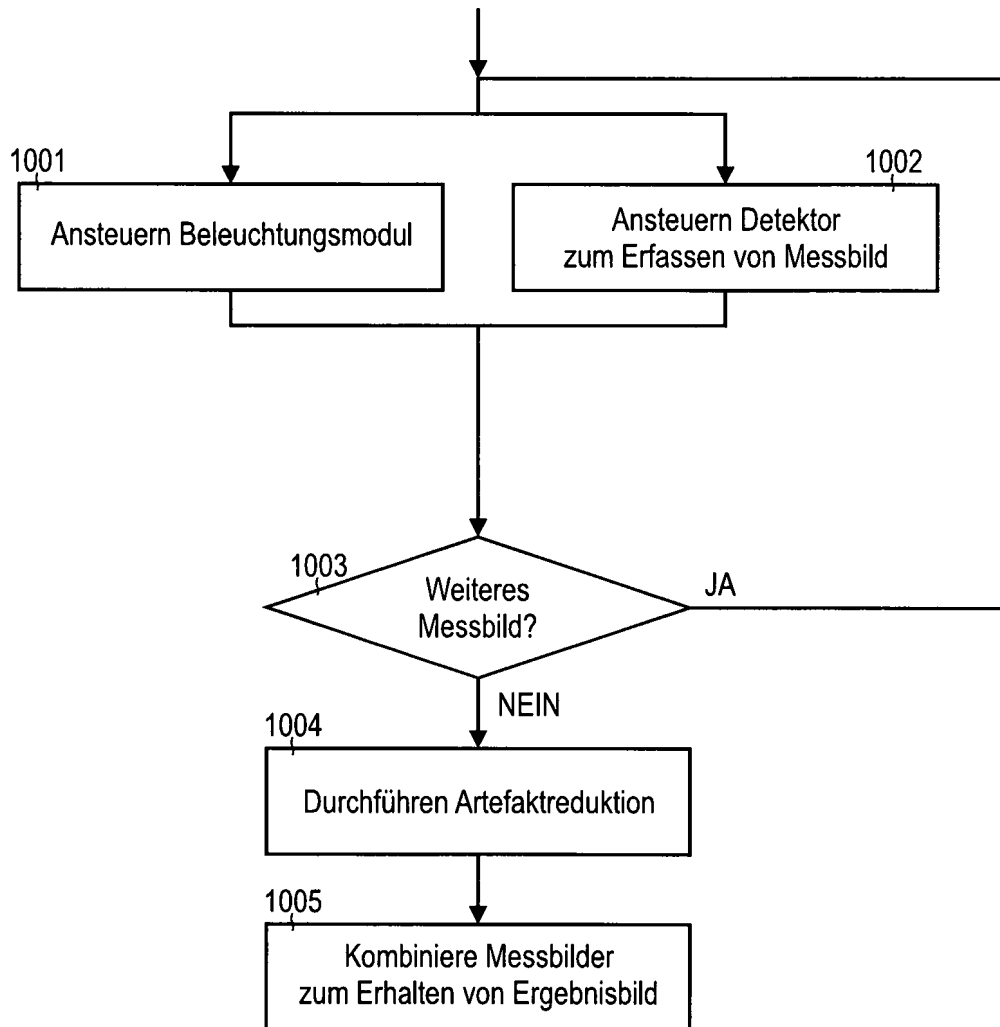 1001
Ansteuern Beleuchtungsmodul
1002
Ansteuern Detektor
zum Erfassen von Messbild
1003
Weiteres
Messbild?
JA
NEIN
1004
Durchführen Artefaktreduktion
1005
Kombiniere Messbilder
zum Erhalten von Ergebnisbild